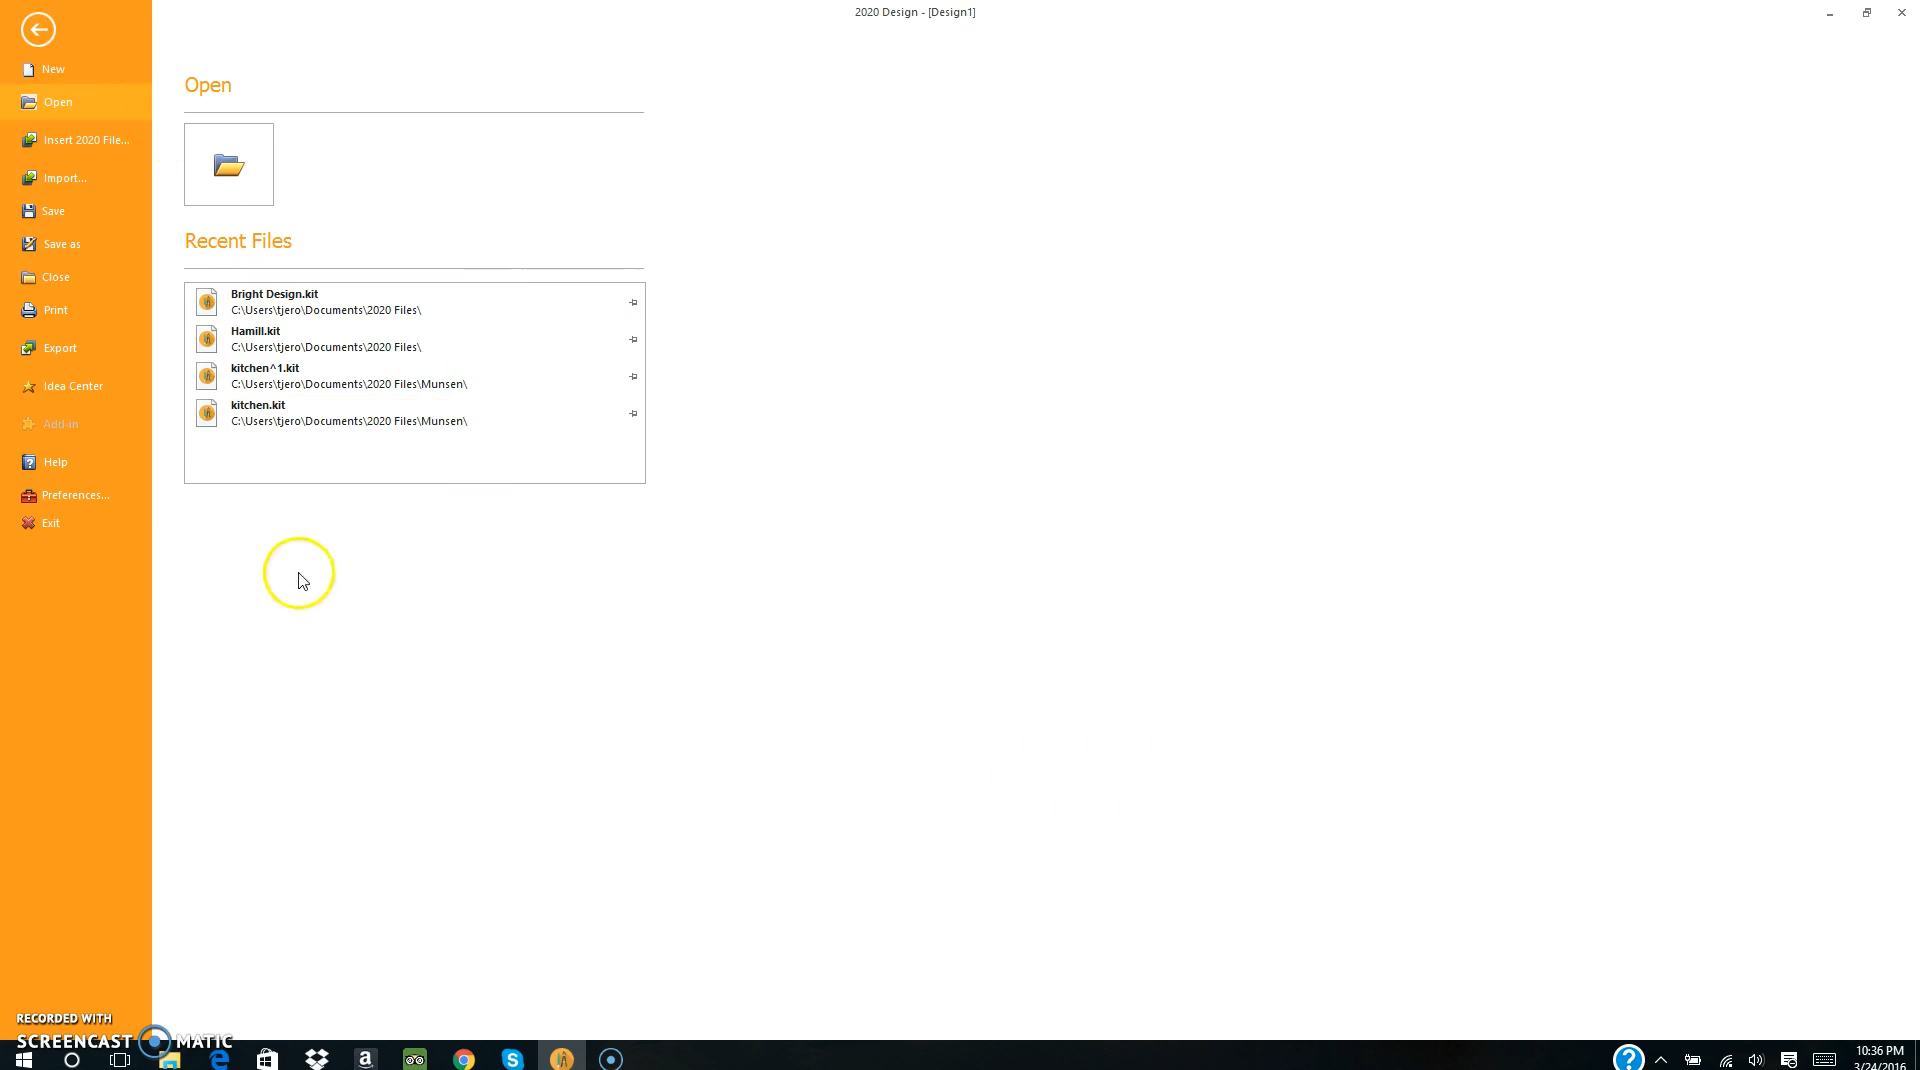 2020 Design - [Design1]
New
Open
Insert 2020 File...
Import...
Save
Save as
Close
Print
Export
Idea Center
Add-in
Help
Preferences...
Exit
Open
Recent Files
Bright Design.kit
C:\Users\tjero\Documents\2020 Files\
Hamill.kit
C:\Users\tjero\Documents\2020 Files\
kitchen^1.kit
C:\Users\tjero\Documents\2020 Files\Munsen\
kitchen.kit
C:\Users\tjero\Documents\2020 Files\Munsen\
RECORDED WITH
SCREENCAST MATIC
10:36 PM
3/24/2016